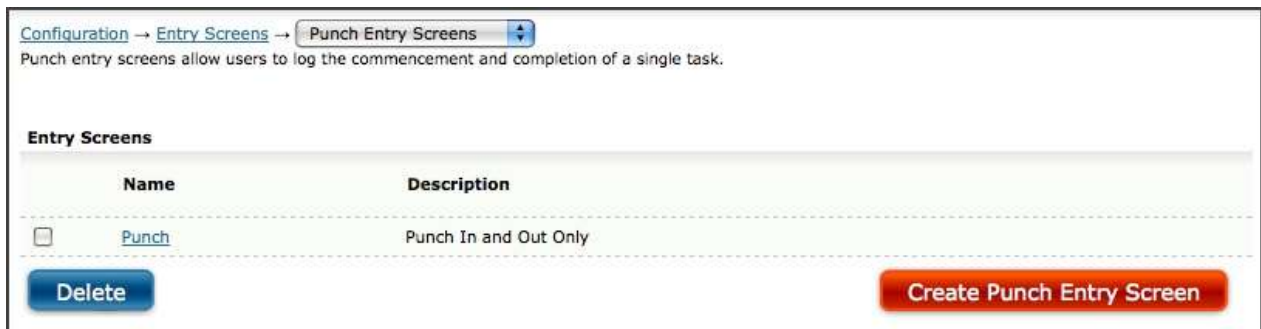 Configuration → Entry Screens → Punch Entry Screens
Punch entry screens allow users to log the commencement and completion of a single task.
Entry Screens
Name Description
Punch Punch In and Out Only
Delete Create Punch Entry Screen